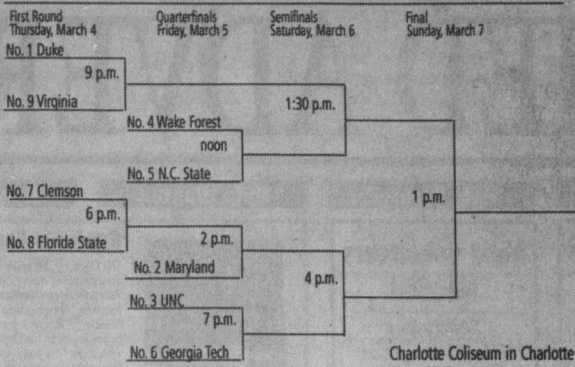 First Round
Thursday, March 4
Quarterfinals
Friday, March 5
Semifinals
Saturday, March 6
Final
Sunday, March 7
No. 1 Duke
9 p.m.
No. 9 Virginia
1:30 p.m.
No. 4 Wake Forest
noon
No. 5 N.C. State
No. 7 Clemson
6 p.m.
No. 8 Florida State
1 p.m.
2 p.m.
No. 2 Maryland
4 p.m.
No. 3 UNC
7 p.m.
No. 6 Georgia Tech
Charlotte Coliseum in Charlotte